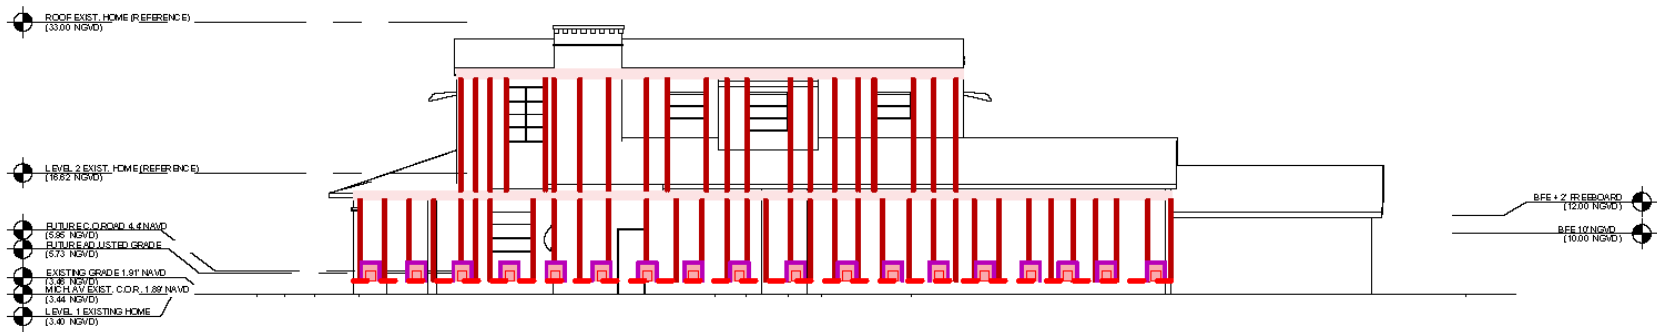 ROOF EXIST. HOME (REFERENCE)
(33.00 NGVD)
LEVEL 2 EXIST. HOME (REFERENCE)
(16.62 NGVD)
FUTURE C.O.ROAD 4.4' NAVD
(5.95 NGVD)
FUTURE ADJUSTED GRADE
(5.73 NGVD)
EXISTING GRADE 1.91' NAVD
(3.46 NGVD)
MICH. AV EXIST. C.O.R. 1.89' NAVD
(3.44 NGVD)
LEVEL 1 EXISTING HOME
(3.40 NGVD)
BFE + 2' FREEBOARD
(12.00 NGVD)
BFE 10' NGVD
(10.00 NGVD)